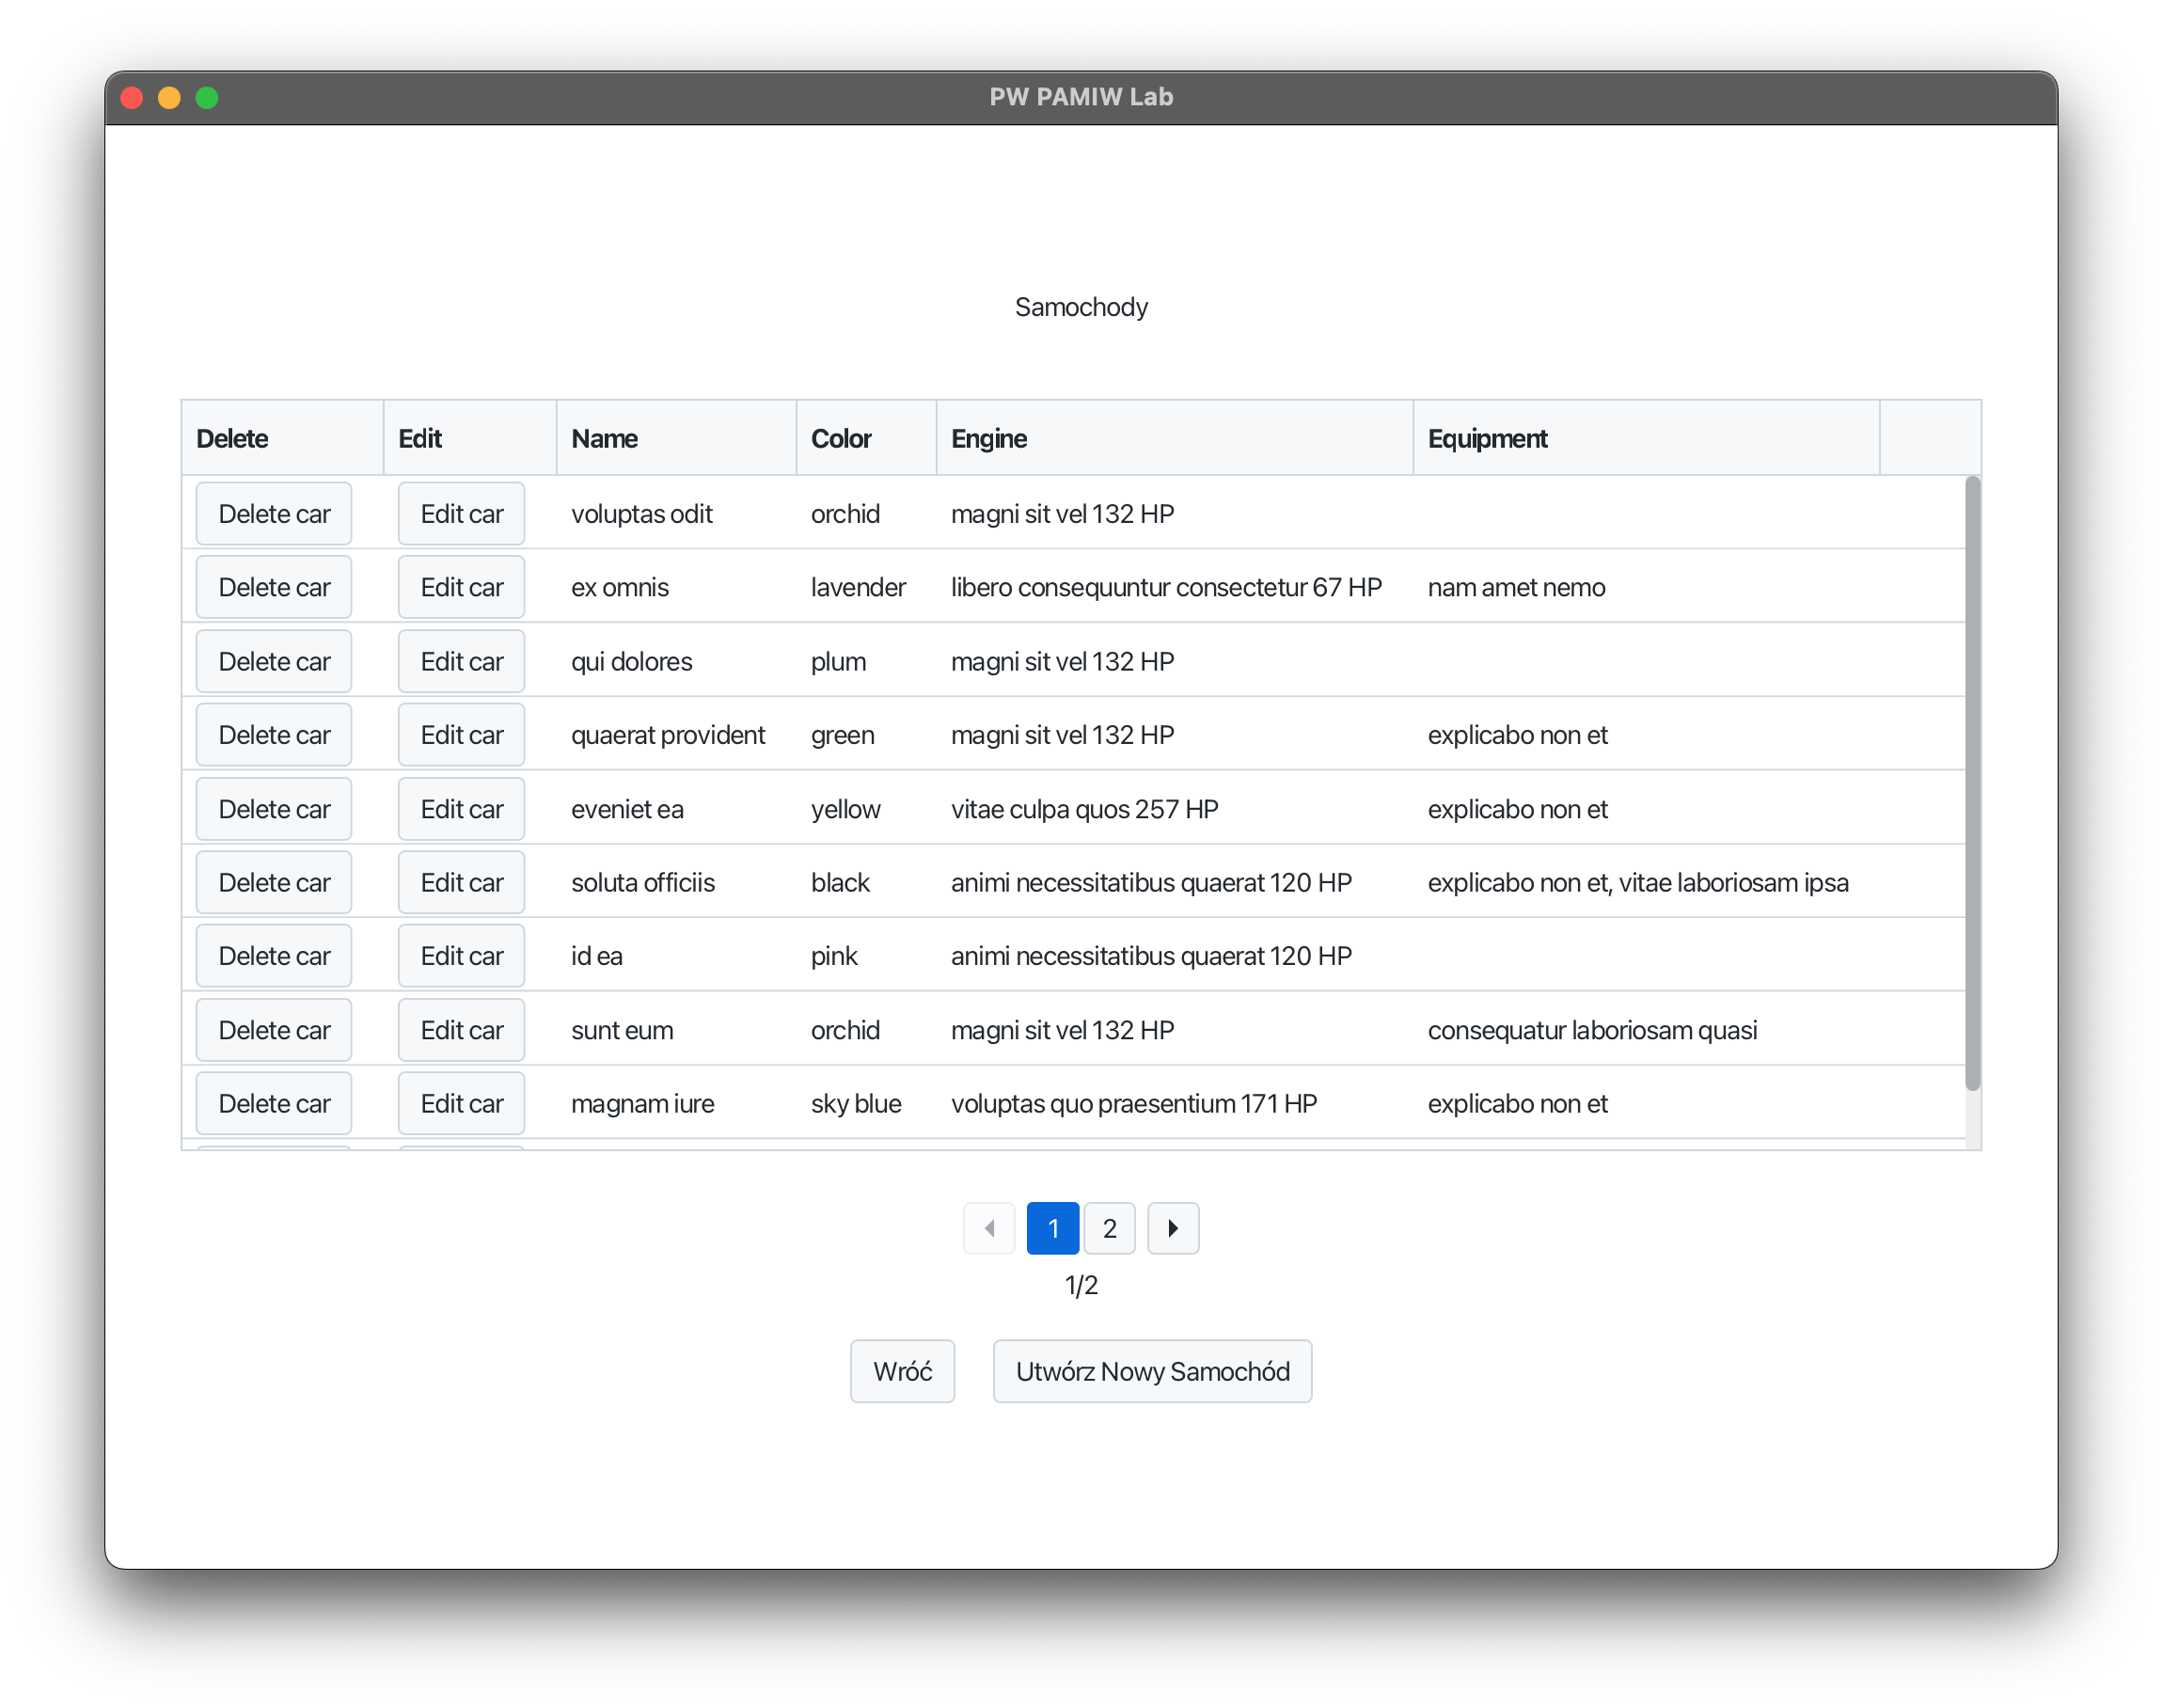 PW PAMIW Lab
Samochody
Delete Edit Name Color Engine Equipment
Delete car Edit car voluptas odit orchid magni sit vel 132 HP
Delete car Edit car ex omnis lavender libero consequuntur consectetur 67 HP nam amet nemo
Delete car Edit car qui dolores plum magni sit vel 132 HP
Delete car Edit car quaerat provident green magni sit vel 132 HP explicabo non et
Delete car Edit car eveniet ea yellow vitae culpa quos 257 HP explicabo non et
Delete car Edit car soluta officiis black animi necessitatibus quaerat 120 HP explicabo non et, vitae laboriosam ipsa
Delete car Edit car id ea pink animi necessitatibus quaerat 120 HP
Delete car Edit car sunt eum orchid magni sit vel 132 HP consequatur laboriosam quasi
Delete car Edit car magnam iure sky blue voluptas quo praesentium 171 HP explicabo non et
1 2
1/2
Wróć Utwórz Nowy Samochód